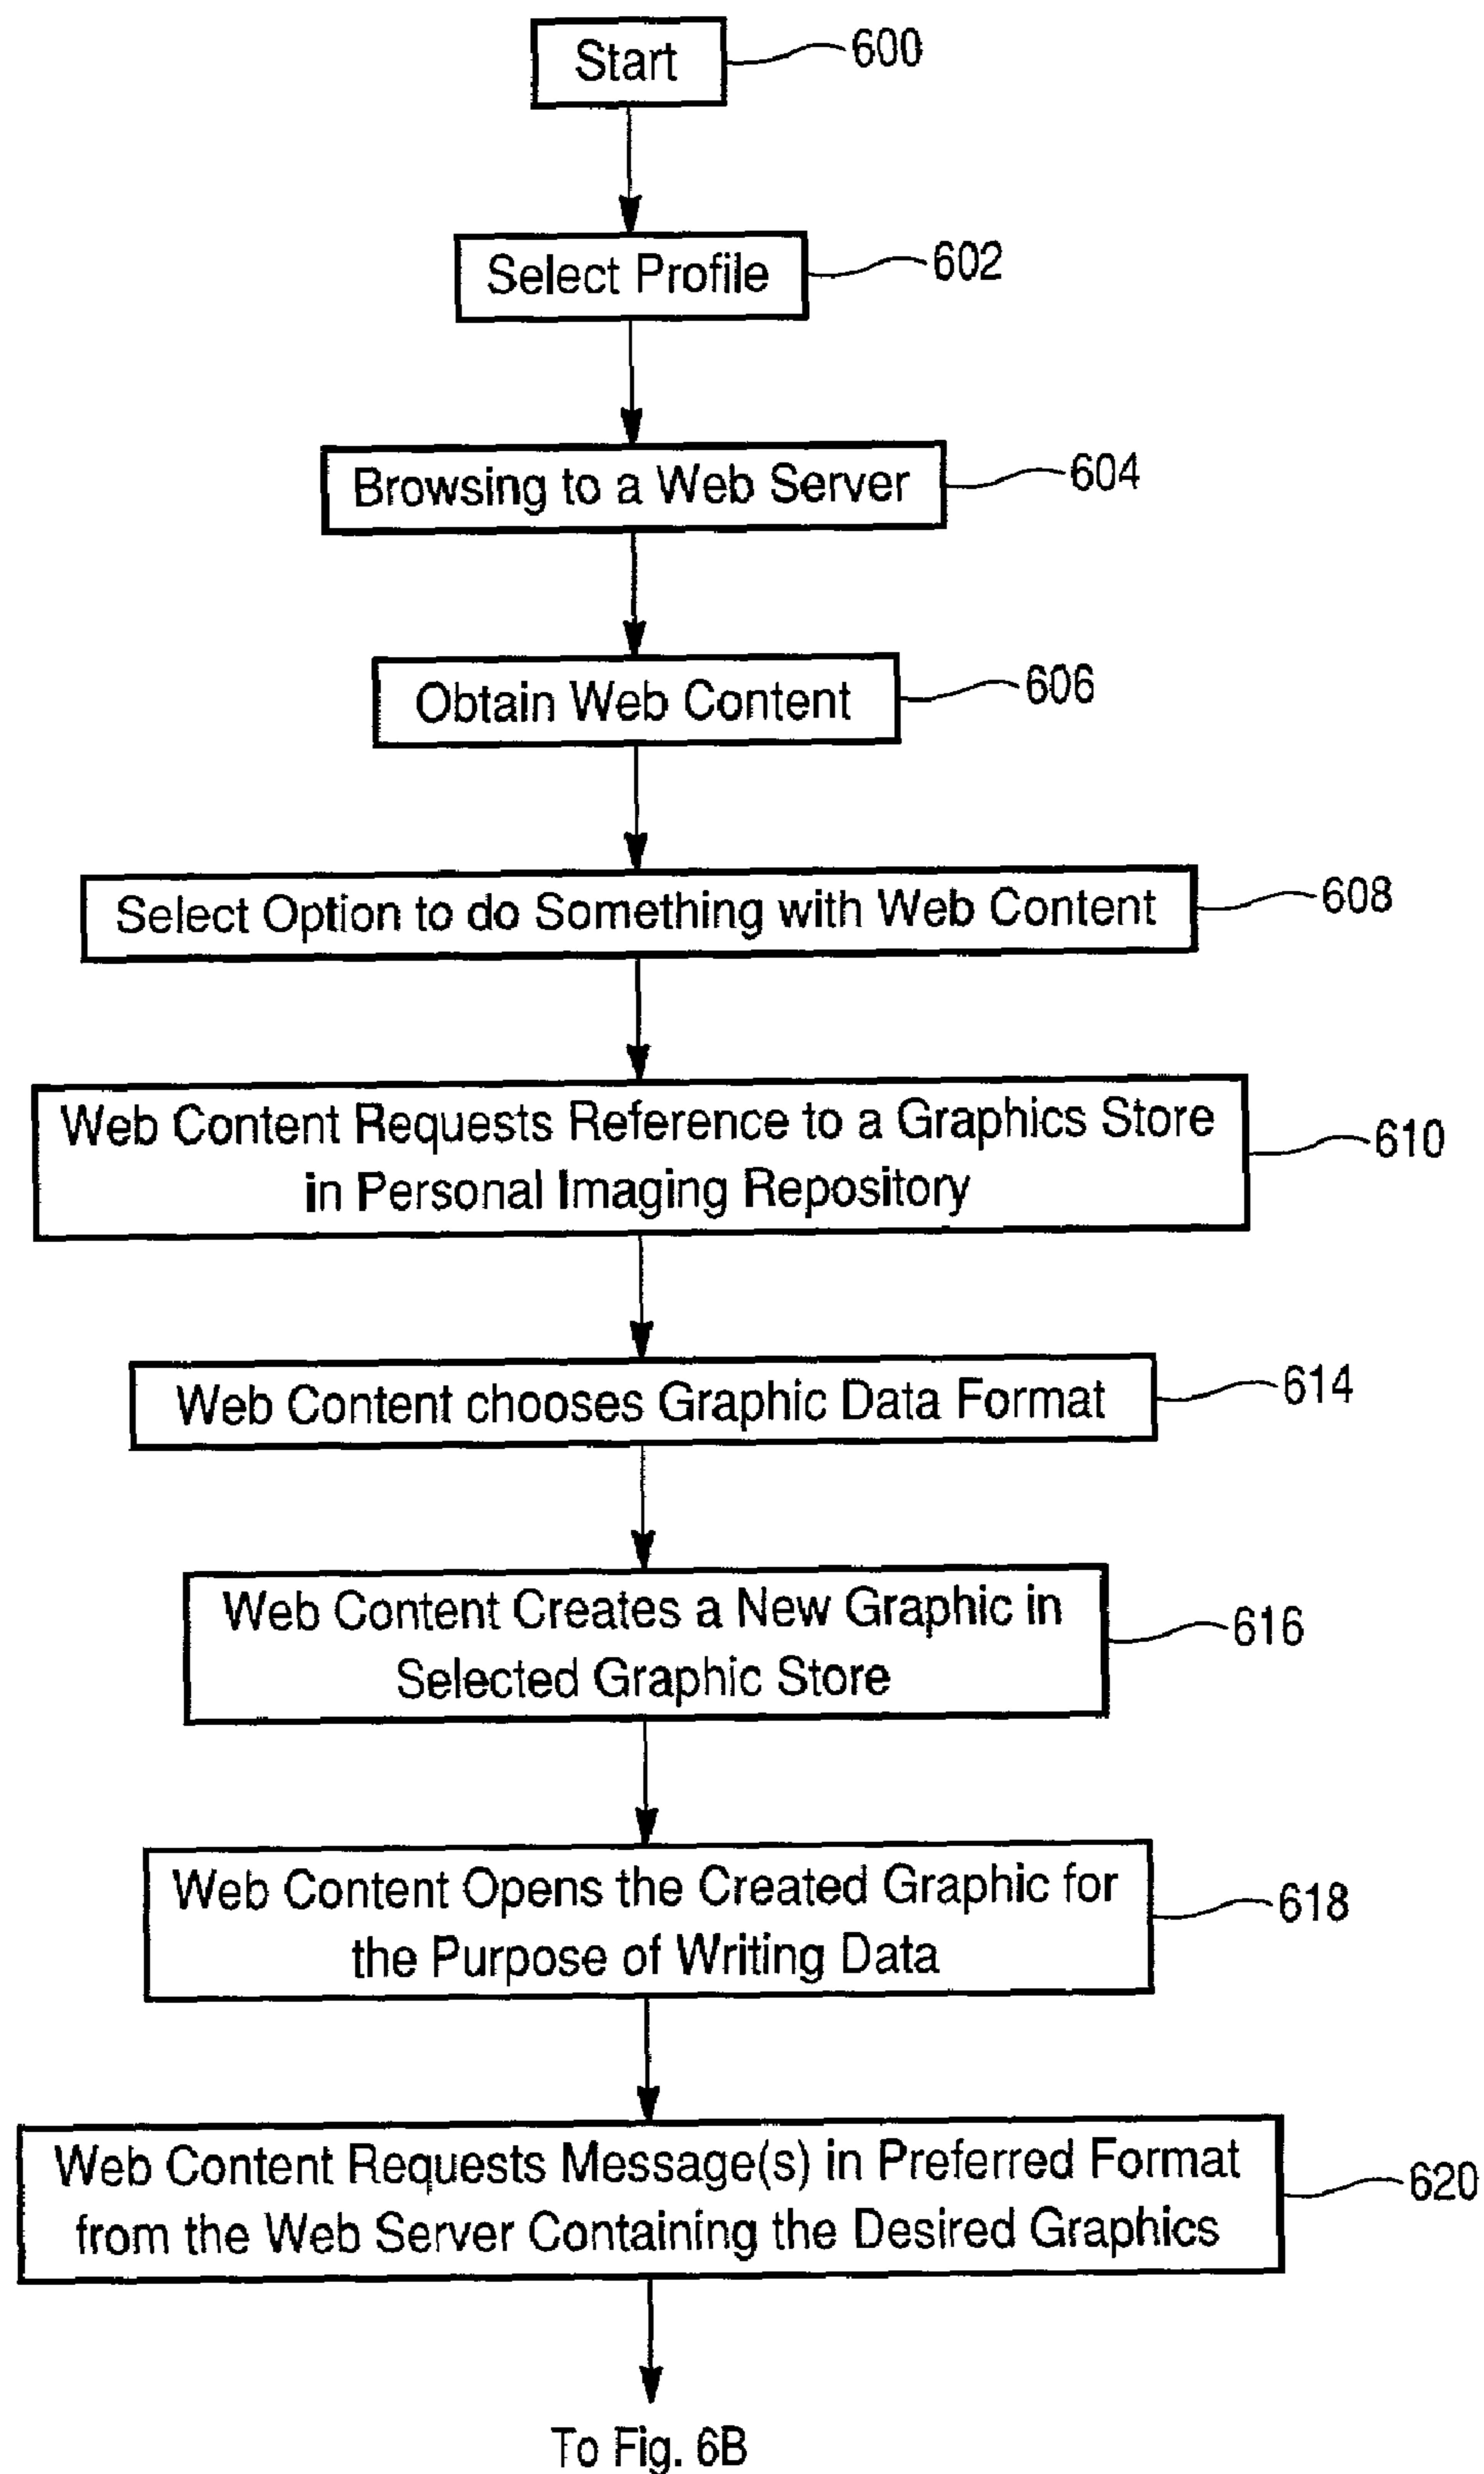 Start
600
Select Profile
602
Browsing to a Web Server
604
Obtain Web Content
606
Select Option to do Something with Web Content
608
Web Content Requests Reference to a Graphics Store
in Personal Imaging Repository
610
Web Content chooses Graphic Data Format
614
Web Content Creates a New Graphic in
Selected Graphic Store
616
Web Content Opens the Created Graphic for
the Purpose of Writing Data
618
Web Content Requests Message(s) in Preferred Format
from the Web Server Containing the Desired Graphics
620
To Fig. 6B